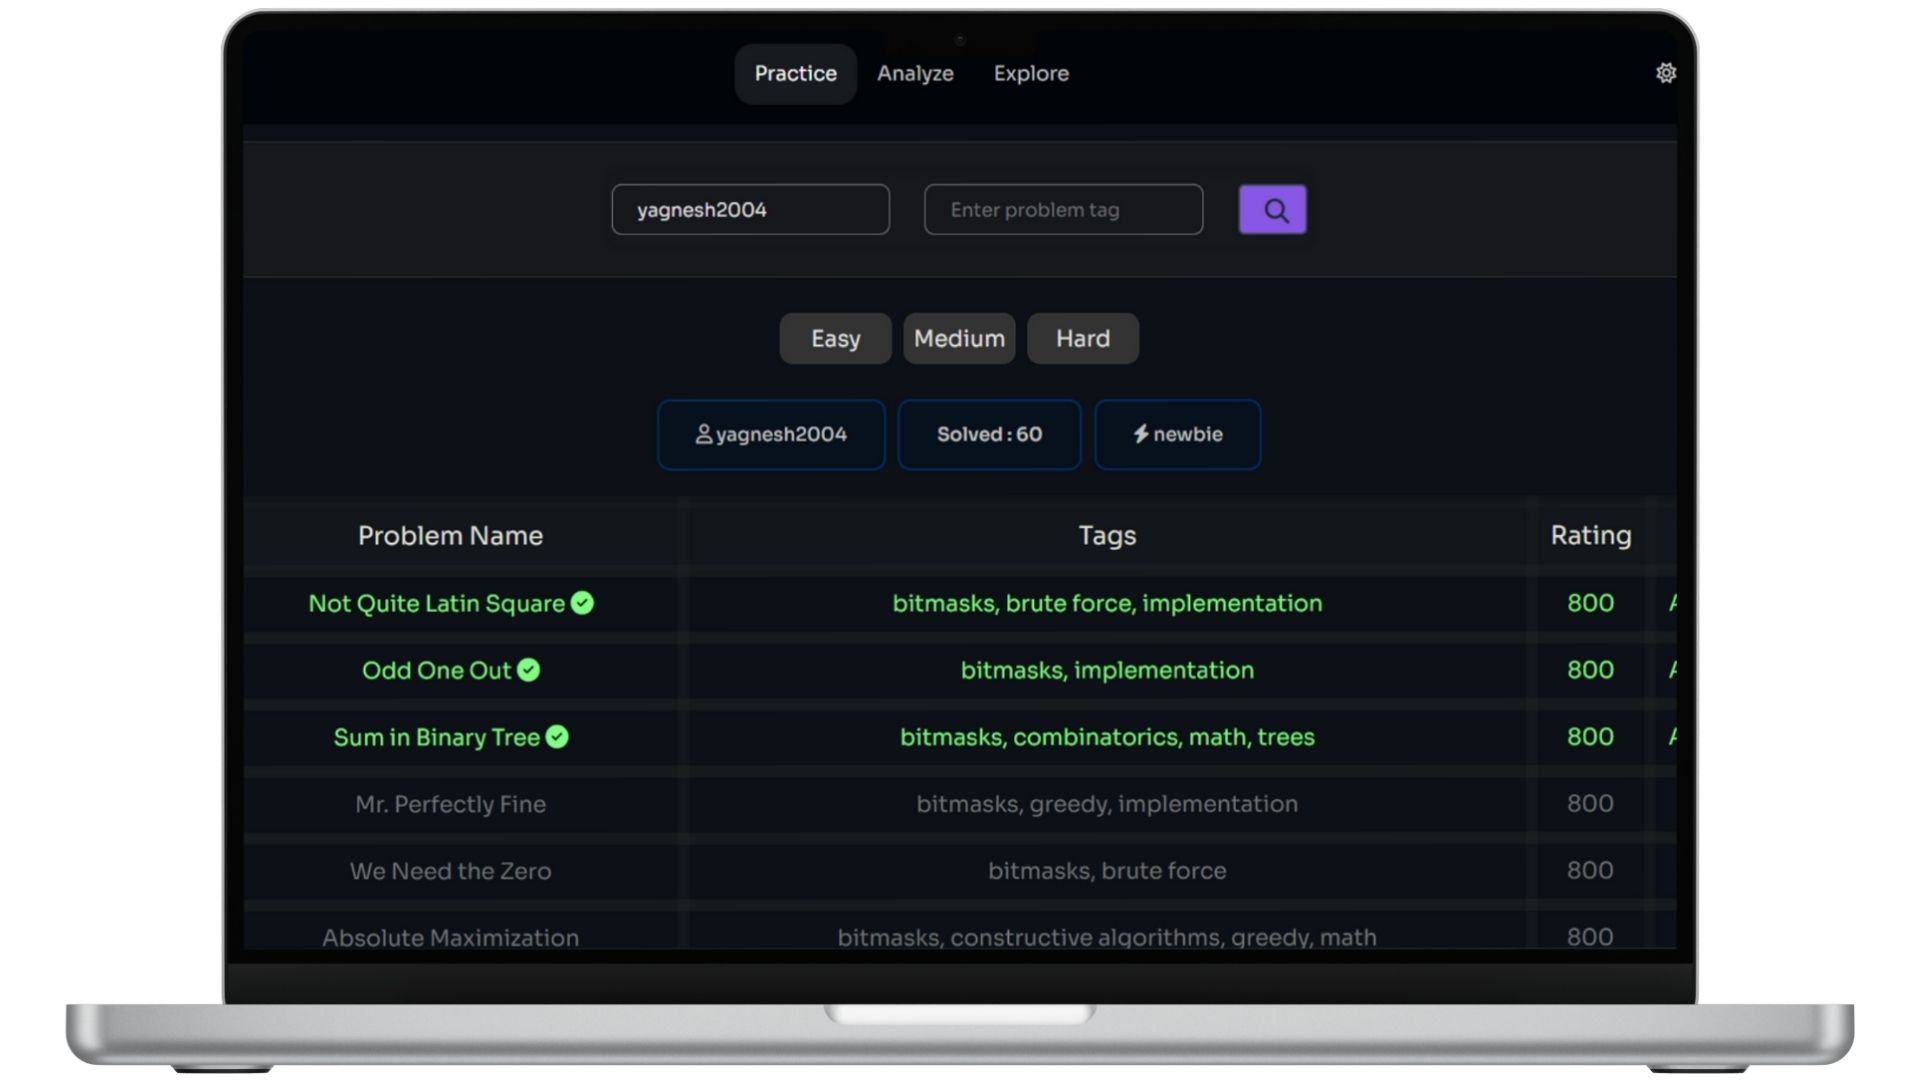 Practice Analyze Explore
yagnesh2004 Enter problem tag
Easy Medium Hard
yagnesh2004 Solved : 60 newbie
Problem Name Tags Rating
Not Quite Latin Square bitmasks, brute force, implementation 800
Odd One Out bitmasks, implementation 800
Sum in Binary Tree bitmasks, combinatorics, math, trees 800
Mr. Perfectly Fine bitmasks, greedy, implementation 800
We Need the Zero bitmasks, brute force 800
Absolute Maximization bitmasks, constructive algorithms, greedy, math 800